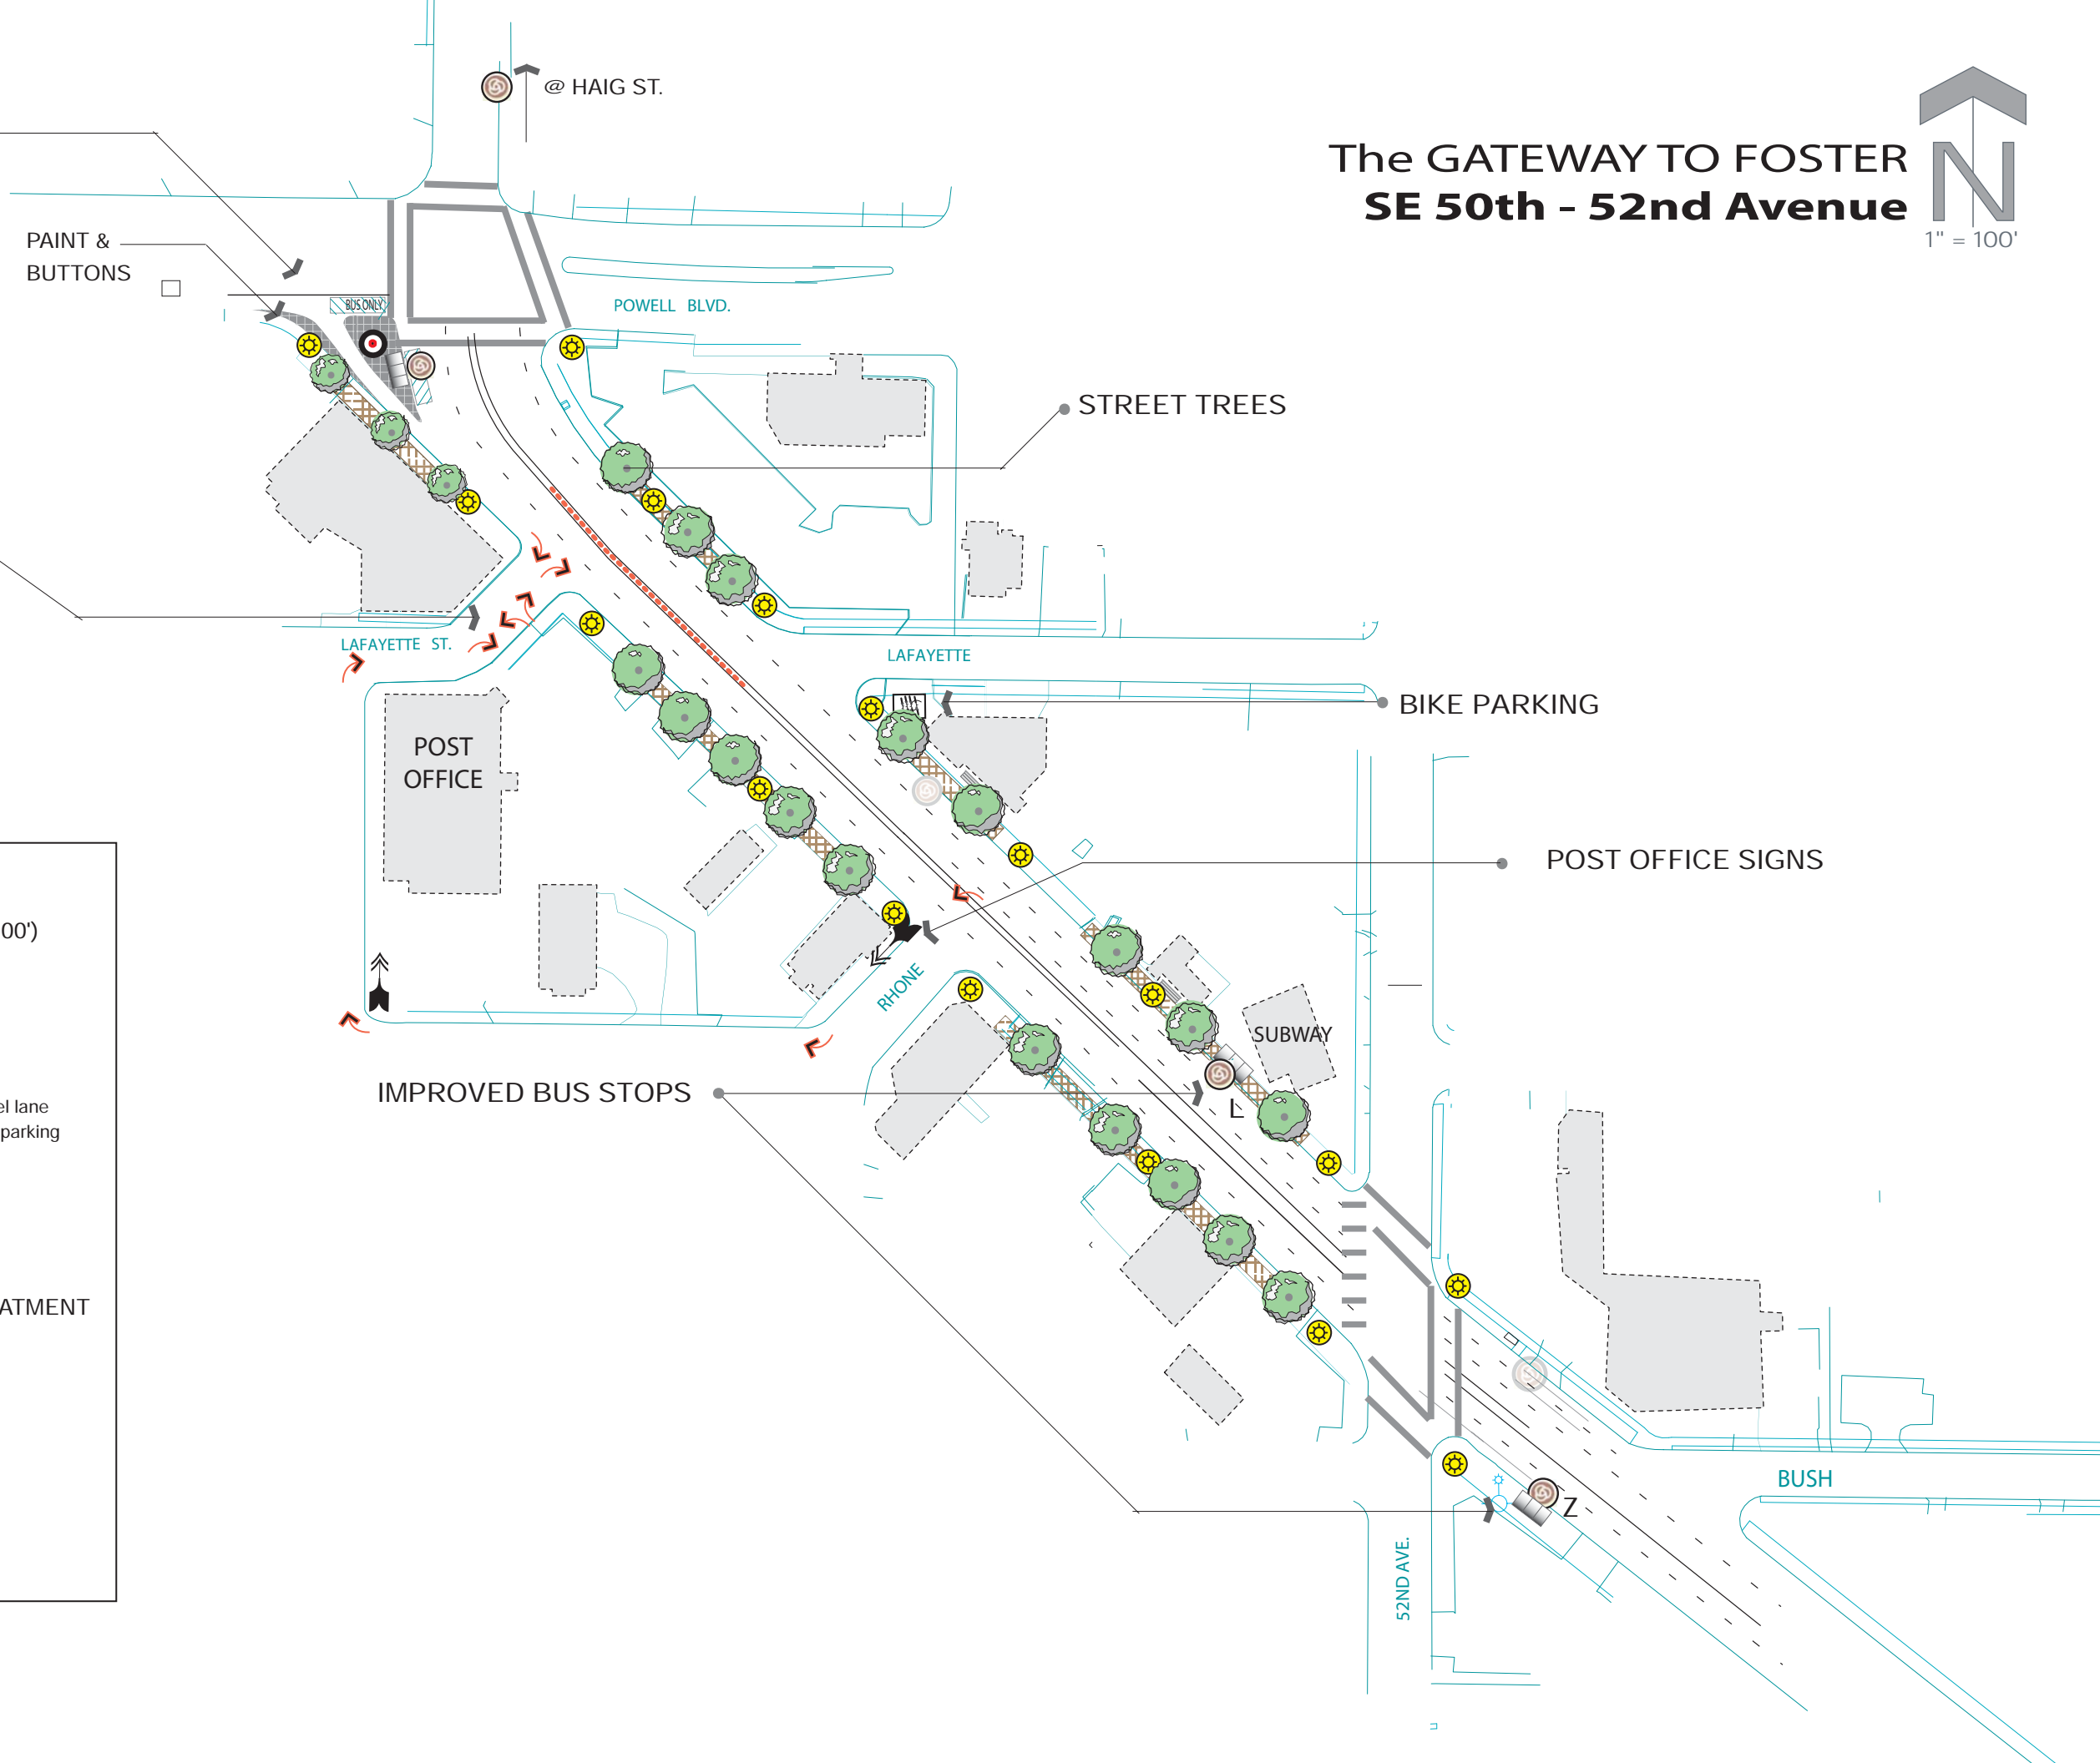 @ HAIG ST.
The GATEWAY TO FOSTER
SE 50th - 52nd Avenue
N
1" = 100'
PAINT &
BUTTONS
BUS ONLY
POWELL BLVD.
STREET TREES
LAFAYETTE ST.
LAFAYETTE
BIKE PARKING
POST
OFFICE
POST OFFICE SIGNS
00')
RHONE
SUBWAY
IMPROVED BUS STOPS
L
el lane
parking
ATMENT
BUSH
Z
52ND AVE.